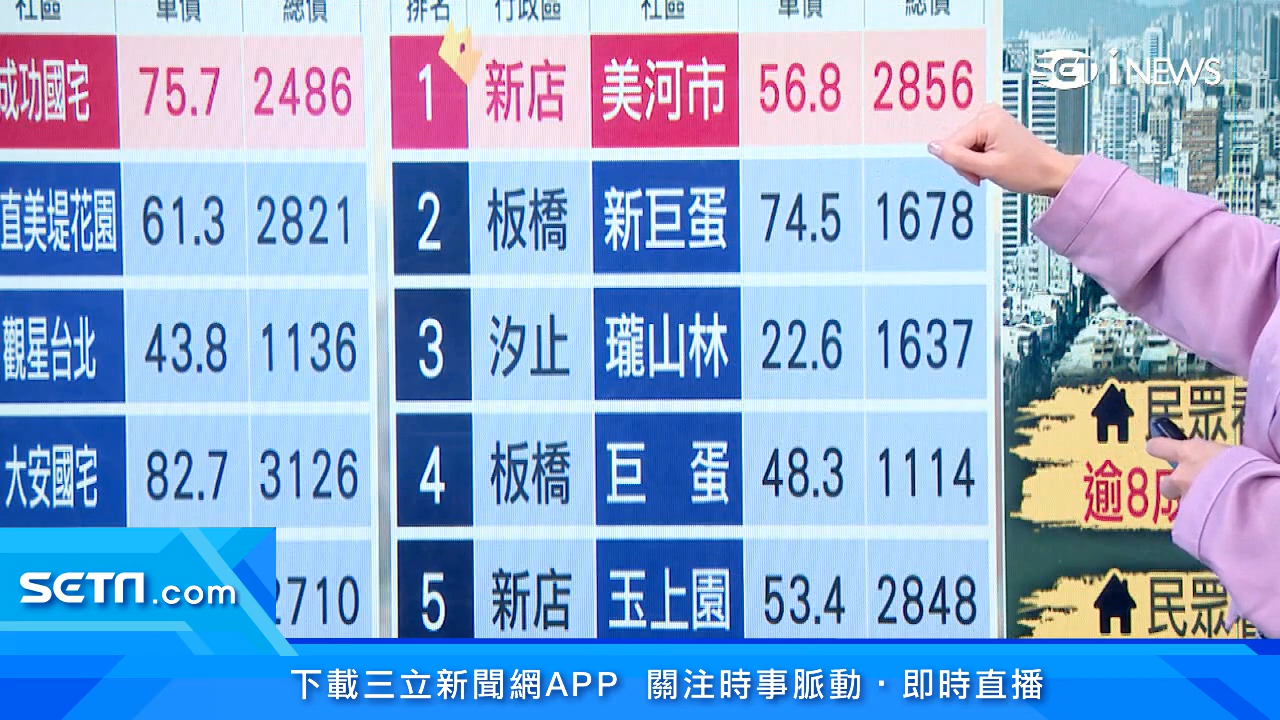 社區 單價 總價 排名 行政區 社區 單價 總價
成功國宅 75.7 2486 1 新店 美河市 56.8 2856
直美堤花園 61.3 2821 2 板橋 新巨蛋 74.5 1678
觀星台北 43.8 1136 3 汐止 瓏山林 22.6 1637
大安國宅 82.7 3126 4 板橋 巨蛋 48.3 1114
2710 5 新店 玉上園 53.4 2848
iNEWS
民眾
逾8成
民眾
SETN.com
下載三立新聞網APP 關注時事脈動・即時直播